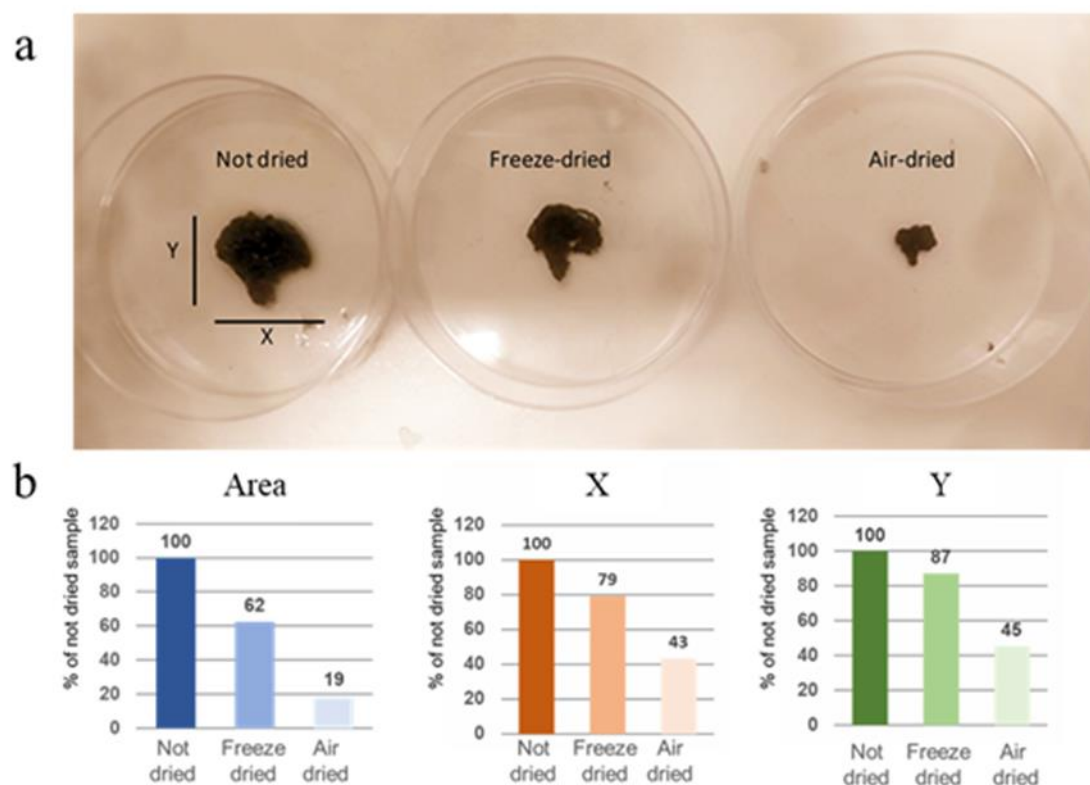 a
Not dried
Freeze-dried
Air-dried
Y
X
b
Area
% of not dried sample
120
100
80
60
40
20
0
100
62
19
Not dried
Freeze dried
Air dried
X
% of not dried sample
120
100
80
60
40
20
0
100
79
43
Not dried
Freeze dried
Air dried
Y
% of not dried sample
120
100
80
60
40
20
0
100
87
45
Not dried
Freeze dried
Air dried